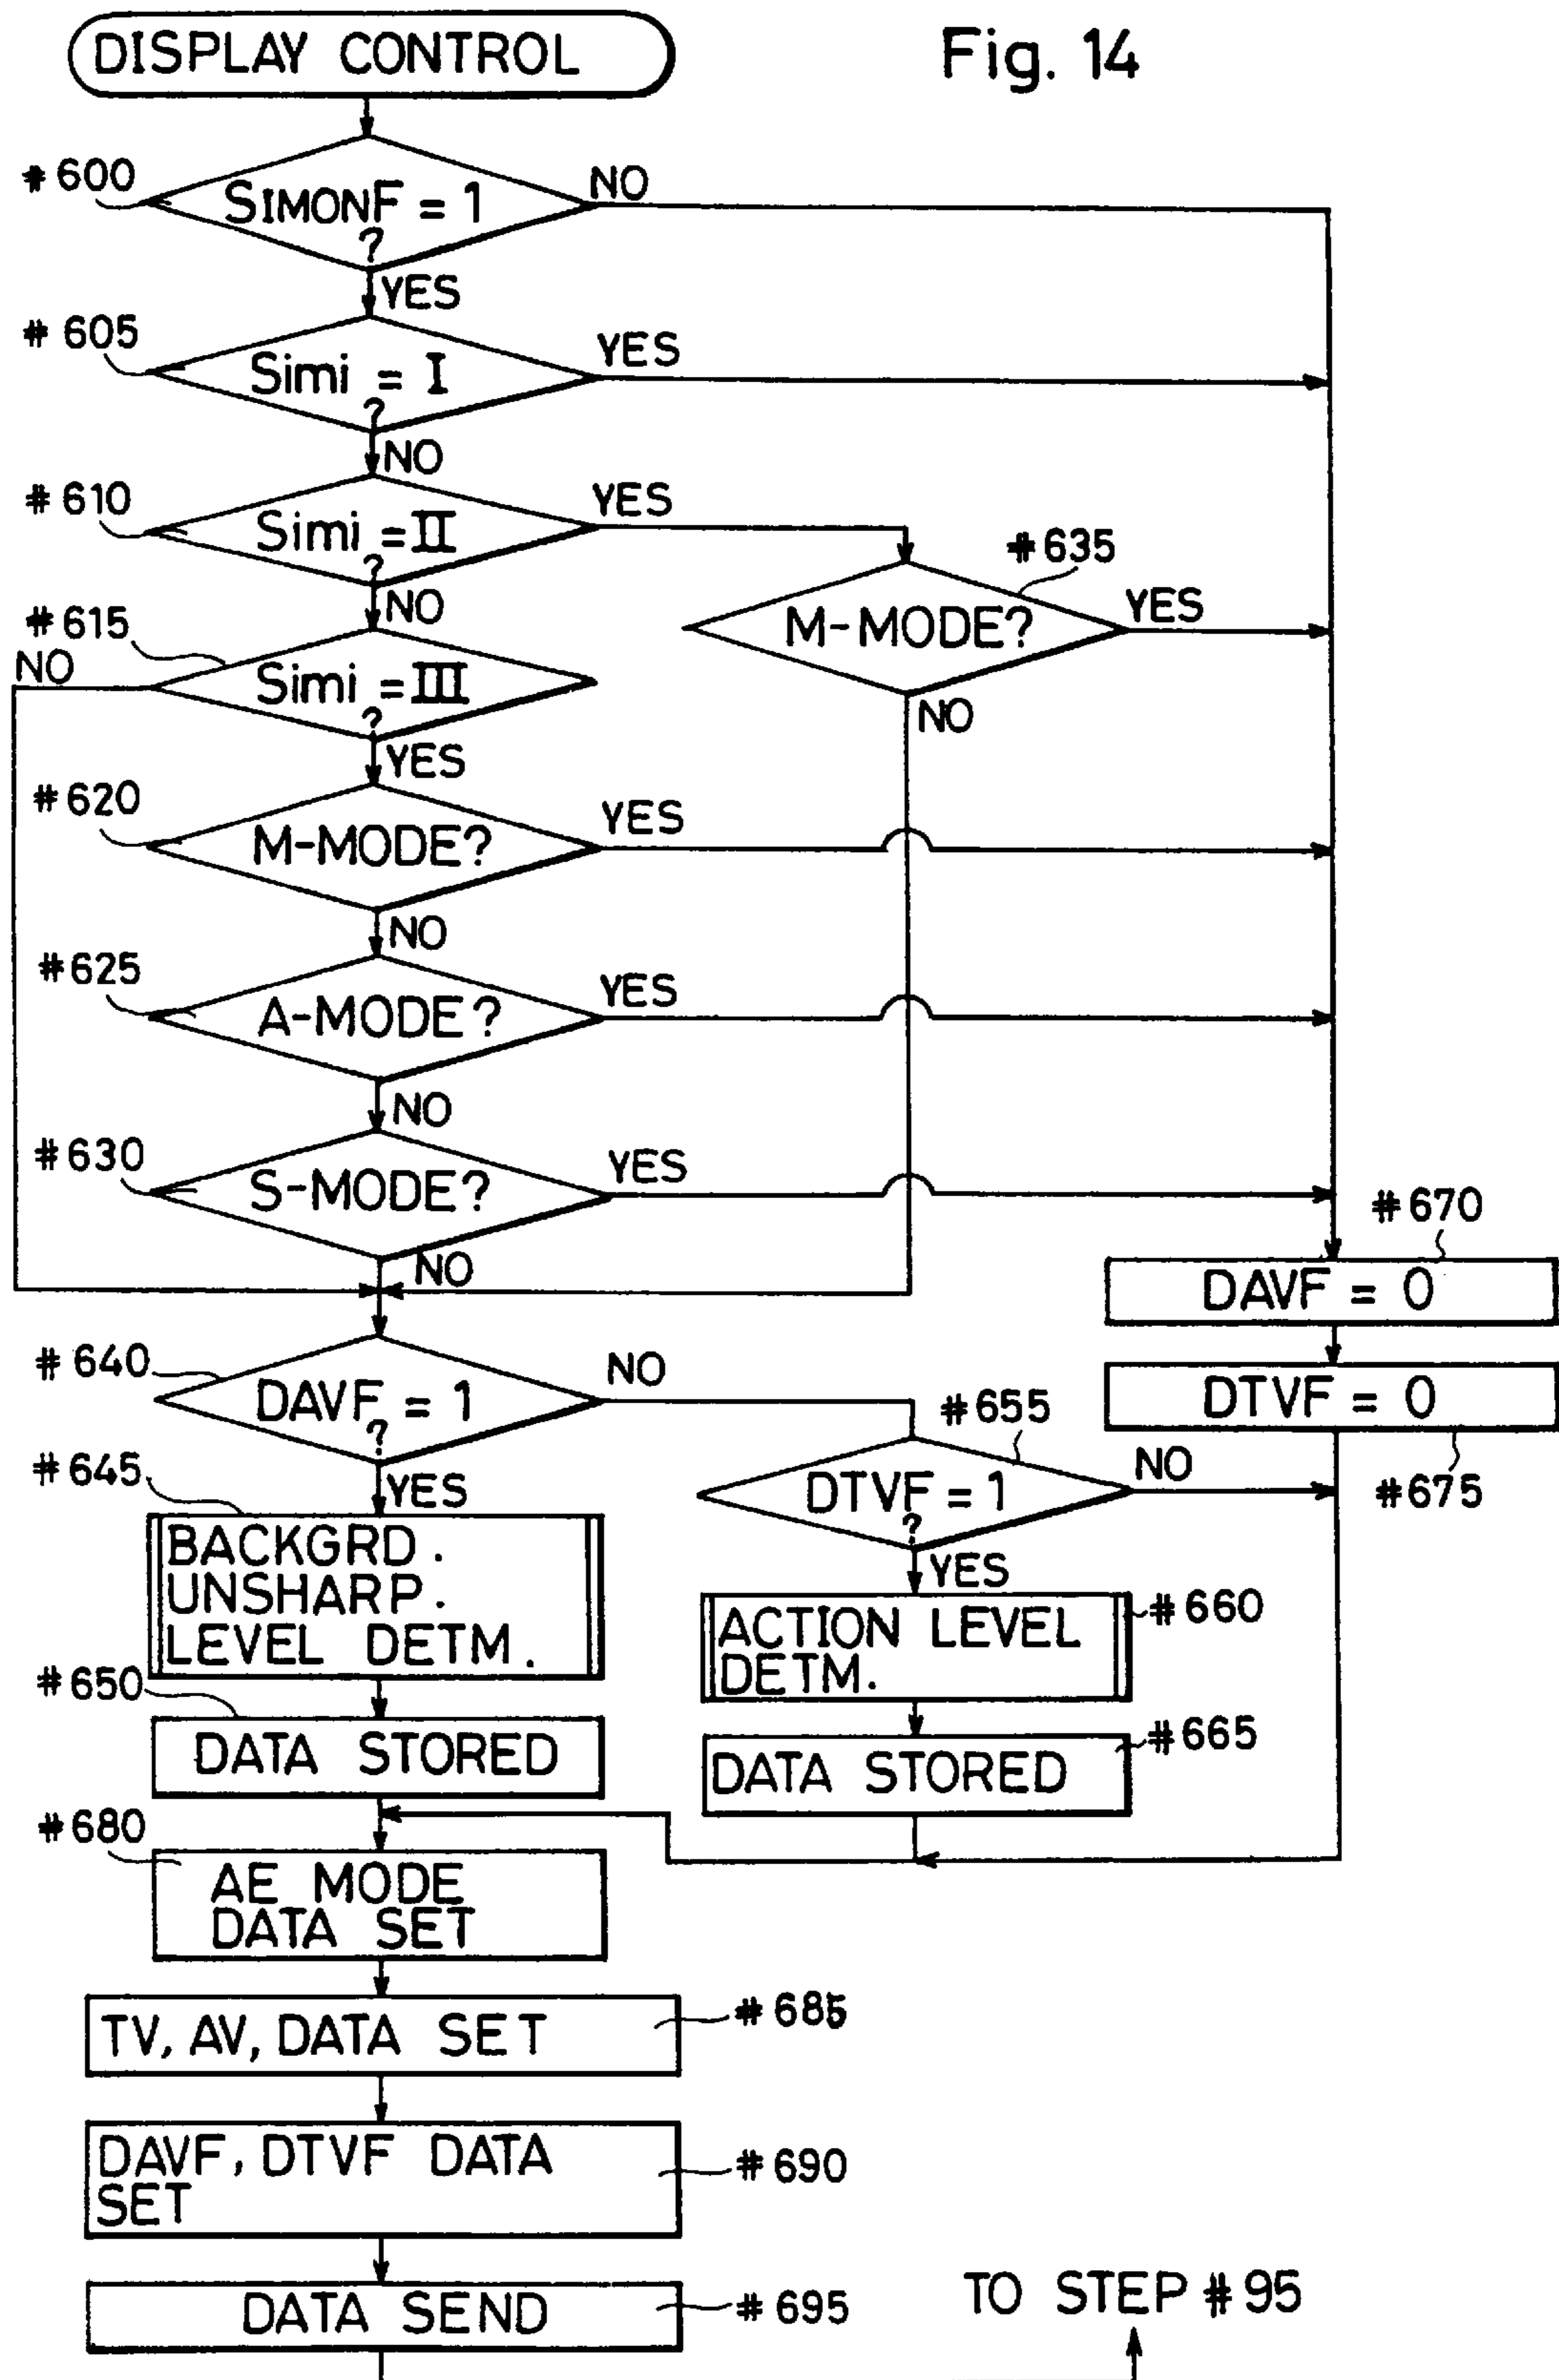 DISPLAY CONTROL
Fig. 14
#600
SIMONF = 1
?
NO
YES
#605
Simi = I
?
YES
NO
#610
Simi = II
?
YES
NO
#635
M-MODE?
YES
NO
#615
NO
Simi = III
?
YES
#620
M-MODE?
YES
NO
#625
A-MODE?
YES
NO
#630
S-MODE?
YES
NO
#670
DAVF = 0
DTVF = 0
#675
#640
DAVF = 1
?
NO
YES
#655
DTVF = 1
?
NO
YES
#645
BACKGRD.
UNSHARP.
LEVEL DETM.
#660
ACTION LEVEL
DETM.
#650
DATA STORED
#665
DATA STORED
#680
AE MODE
DATA SET
TV, AV, DATA SET
#685
DAVF, DTVF DATA
SET
#690
DATA SEND
#695
TO STEP #95